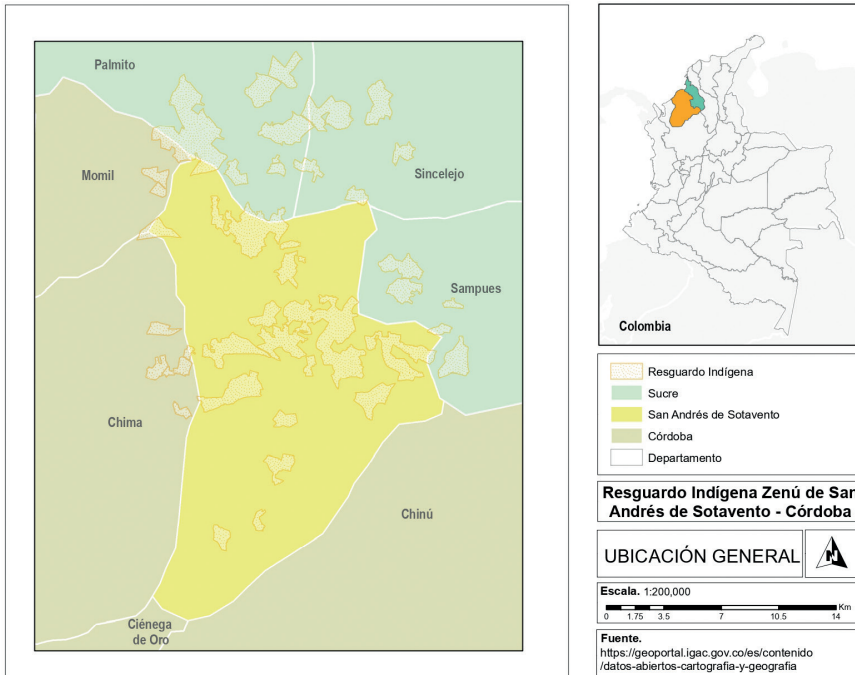 Palmito
Momil
Sincelejo
Sampues
Chima
Chinú
Ciénega
de Oro
Colombia
Resguardo Indígena
Sucre
San Andrés de Sotavento
Córdoba
Departamento
Resguardo Indígena Zenú de San
Andrés de Sotavento - Córdoba
UBICACIÓN GENERAL
N
Escala. 1:200,000
Km
0 1.75 3.5 7 10.5 14
Fuente.
https://geoportal.igac.gov.co/es/contenido
/datos-abiertos-cartografia-y-geografia